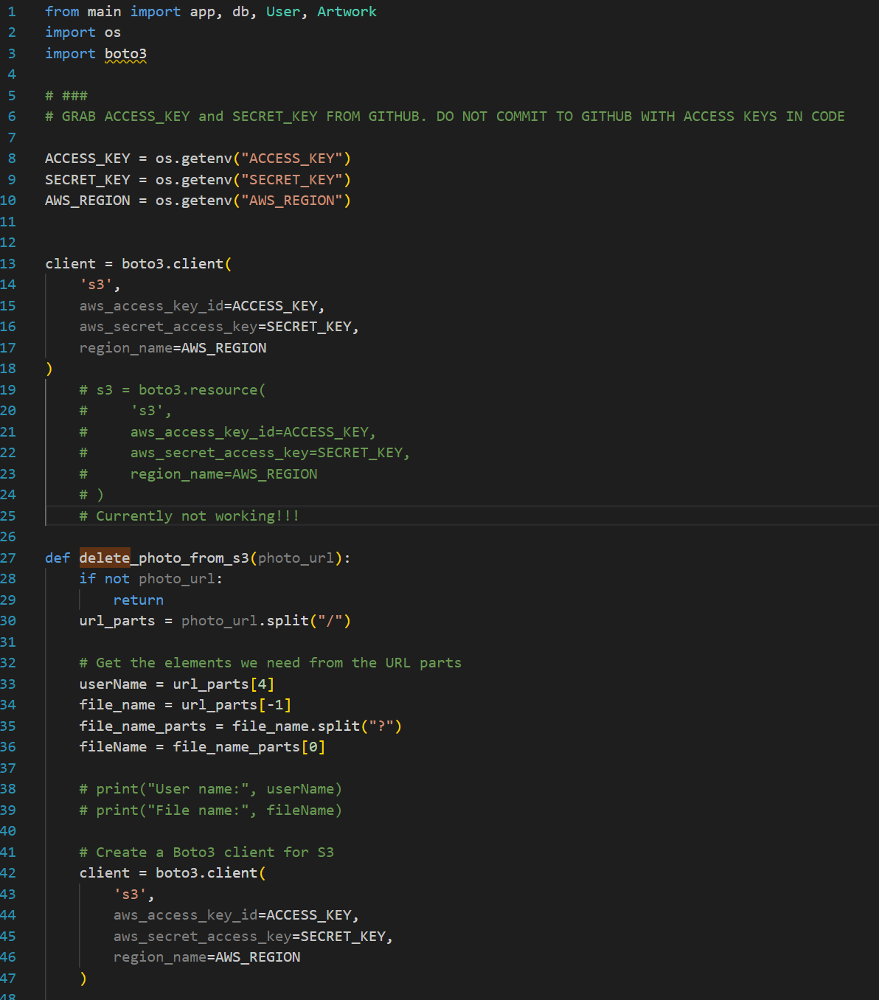 1 from main import app, db, User, Artwork
2 import os
3 import boto3
4
5 # ###
6 # GRAB ACCESS_KEY and SECRET_KEY FROM GITHUB. DO NOT COMMIT TO GITHUB WITH ACCESS KEYS IN CODE
7
8 ACCESS_KEY = os.getenv("ACCESS_KEY")
9 SECRET_KEY = os.getenv("SECRET_KEY")
10 AWS_REGION = os.getenv("AWS_REGION")
11
12
13 client = boto3.client(
14     's3',
15     aws_access_key_id=ACCESS_KEY,
16     aws_secret_access_key=SECRET_KEY,
17     region_name=AWS_REGION
18 )
19     # s3 = boto3.resource(
20     #     's3',
21     #     aws_access_key_id=ACCESS_KEY,
22     #     aws_secret_access_key=SECRET_KEY,
23     #     region_name=AWS_REGION
24     # )
25     # Currently not working!!!
26
27 def delete_photo_from_s3(photo_url):
28     if not photo_url:
29         return
30     url_parts = photo_url.split("/")
31
32     # Get the elements we need from the URL parts
33     userName = url_parts[4]
34     file_name = url_parts[-1]
35     file_name_parts = file_name.split("?")
36     fileName = file_name_parts[0]
37
38     # print("User name:", userName)
39     # print("File name:", fileName)
40
41     # Create a Boto3 client for S3
42     client = boto3.client(
43         's3',
44         aws_access_key_id=ACCESS_KEY,
45         aws_secret_access_key=SECRET_KEY,
46         region_name=AWS_REGION
47     )
48